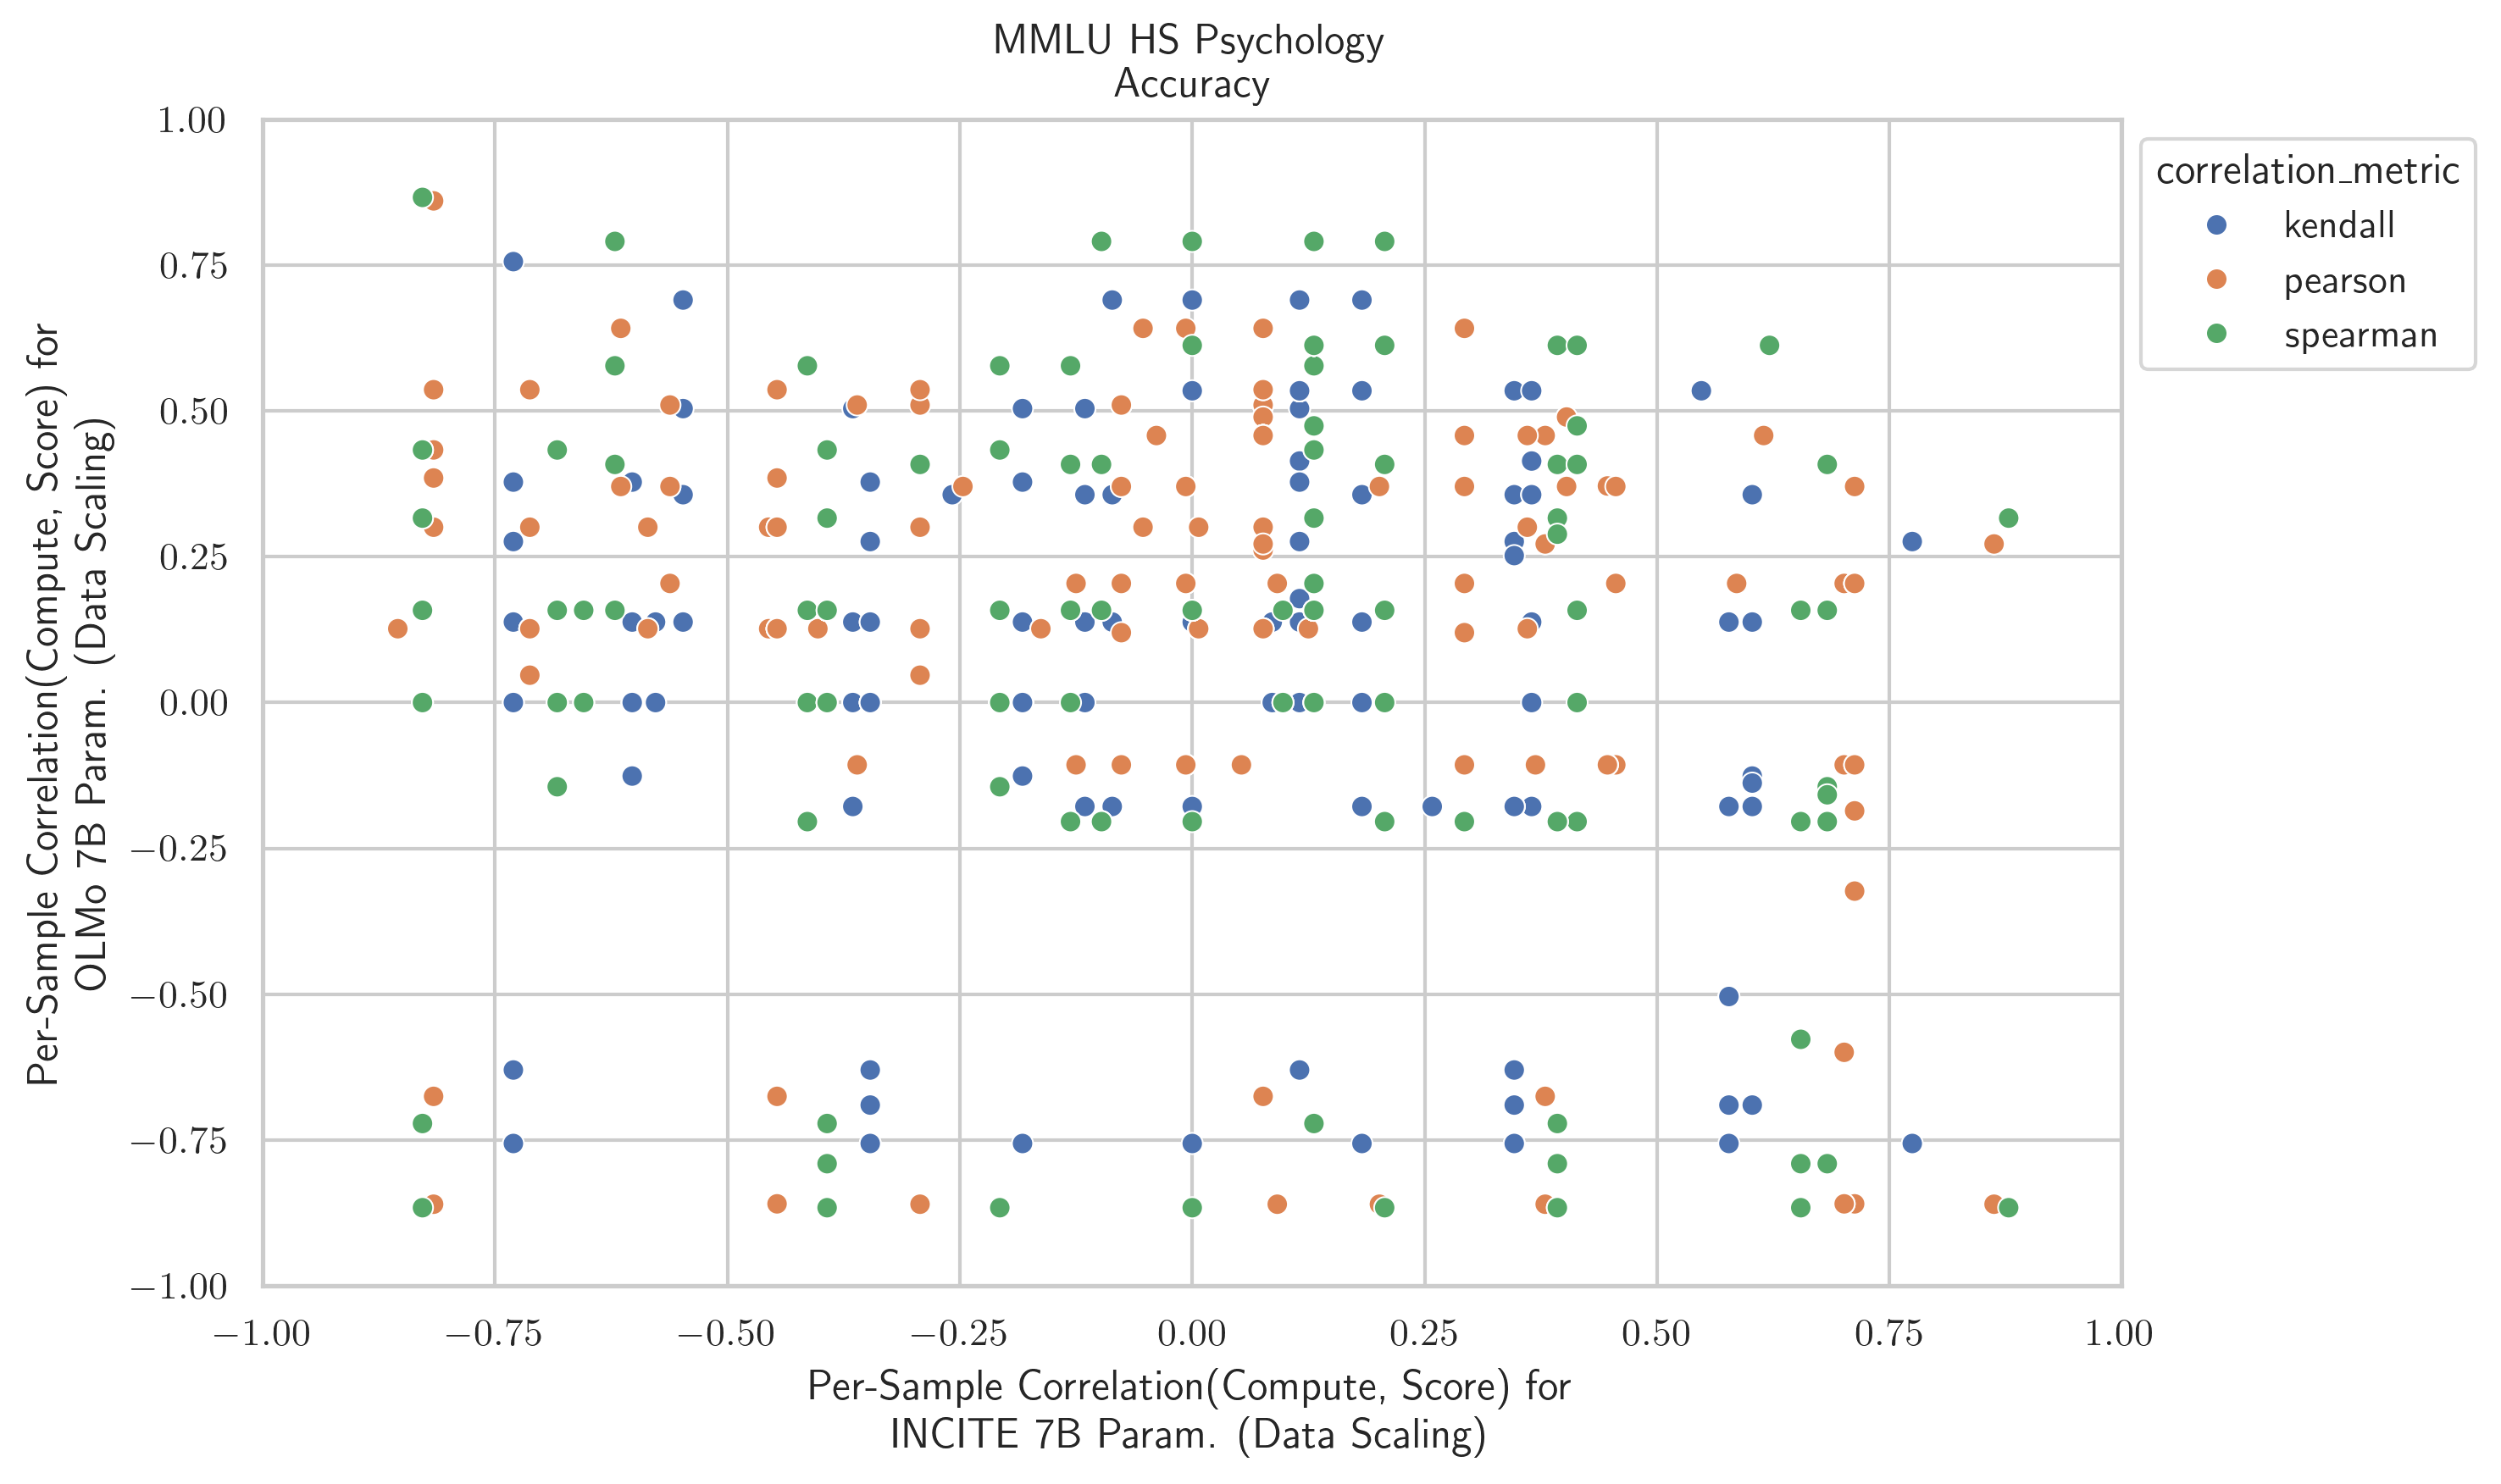 MMLU HS Psychology
Accuracy
1.00
0.75
0.50
0.25
0.00
−0.25
−0.50
−0.75
−1.00
Per-Sample Correlation(Compute, Score) for
OLMo 7B Param. (Data Scaling)
−1.00 −0.75 −0.50 −0.25 0.00 0.25 0.50 0.75 1.00
Per-Sample Correlation(Compute, Score) for
INCITE 7B Param. (Data Scaling)
correlation_metric
kendall
pearson
spearman